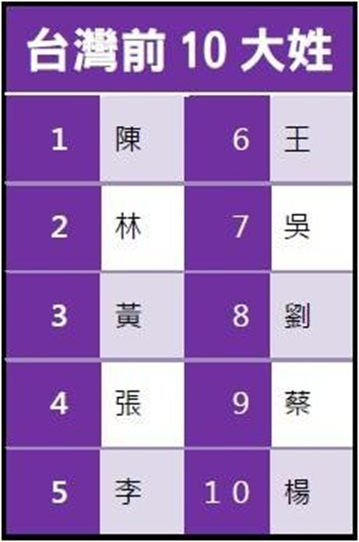 台灣前 10 大姓
1 陳 6 王
2 林 7 吳
3 黃 8 劉
4 張 9 蔡
5 李 10 楊